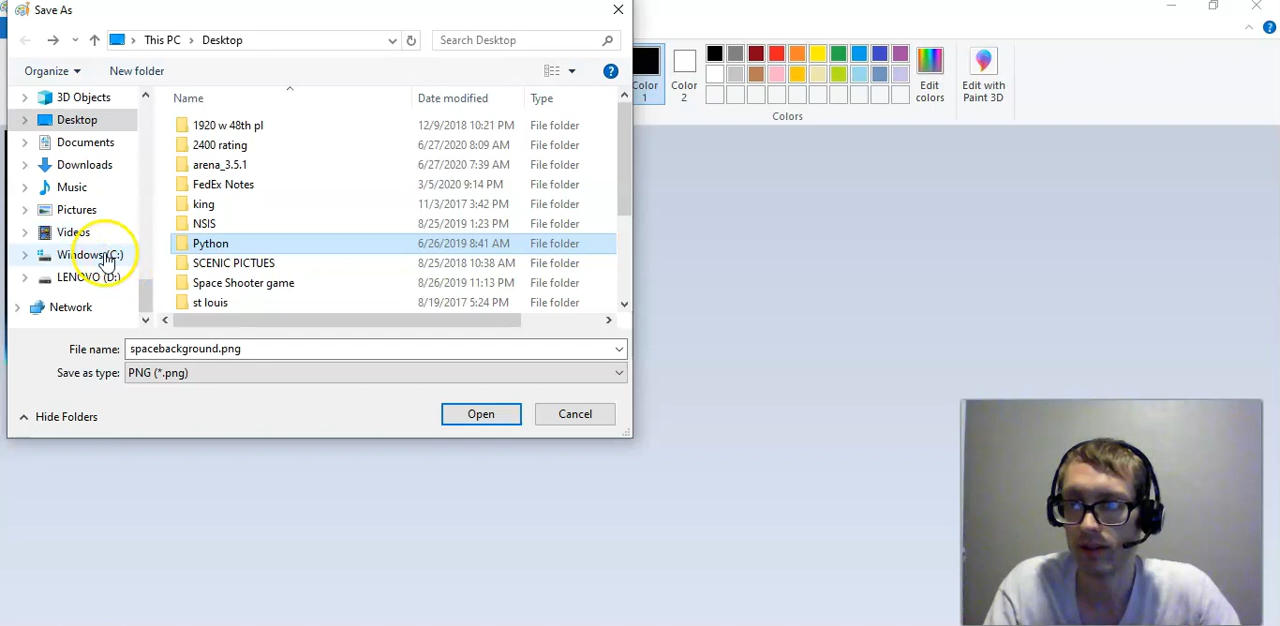 Save As
This PC > Desktop
Search Desktop
Organize
New folder
3D Objects
Desktop
Documents
Downloads
Music
Pictures
Videos
Windows (C:)
LENOVO (D:)
Network
Name Date modified Type
1920 w 48th pl 12/9/2018 10:21 PM File folder
2400 rating 6/27/2020 8:09 AM File folder
arena_3.5.1 6/27/2020 7:39 AM File folder
FedEx Notes 3/5/2020 9:14 PM File folder
king 11/3/2017 3:42 PM File folder
NSIS 8/25/2019 1:23 PM File folder
Python 6/26/2019 8:41 AM File folder
SCENIC PICTUES 8/25/2018 10:38 AM File folder
Space Shooter game 8/26/2019 11:13 PM File folder
st louis 8/19/2017 5:24 PM File folder
File name: spacebackground.png
Save as type: PNG (*.png)
Hide Folders
Open
Cancel
Color 1
Color 2
Edit colors
Edit with Paint 3D
Colors